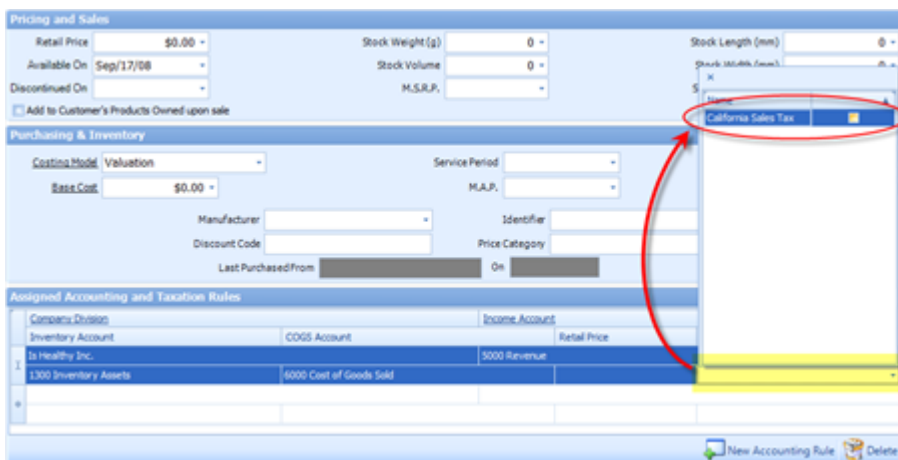 Pricing and Sales
Retail Price $0.00 Stock Weight (g) 0 Stock Length (mm) 0
Available On Sep/17/08 Stock Volume 0 Stock Width (mm) 0
Discontinued On M.S.R.P. S
Add to Customer's Products Owned upon sale
Name
California Sales Tax
Purchasing & Inventory
Costing Model Valuation Service Period
Base Cost $0.00 M.A.P.
Manufacturer Identifier
Discount Code Price Category
Last Purchased From On
Assigned Accounting and Taxation Rules
Company Division Income Account
Inventory Account COGS Account Retail Price
Is Healthy Inc. 5000 Revenue
1300 Inventory Assets 6000 Cost of Goods Sold
New Accounting Rule Delete